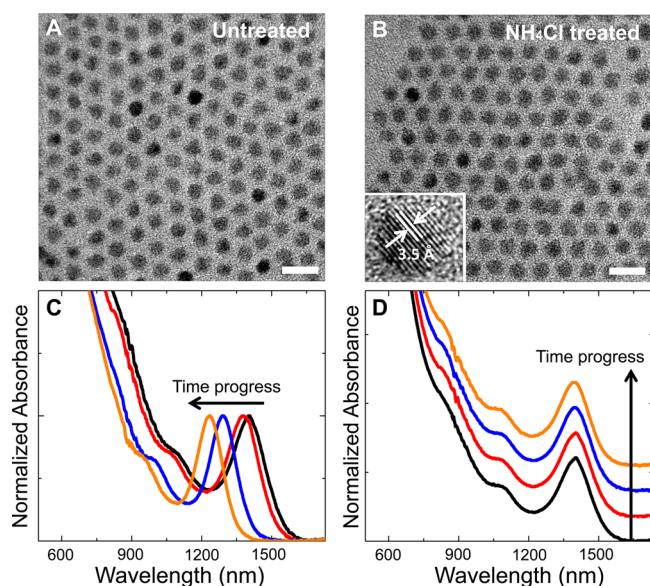 A
Untreated
B
NH₄Cl treated
3.5 Å
C
Time progress
Normalized Absorbance
600 900 1200 1500
Wavelength (nm)
D
Time progress
Normalized Absorbance
600 900 1200 1500
Wavelength (nm)